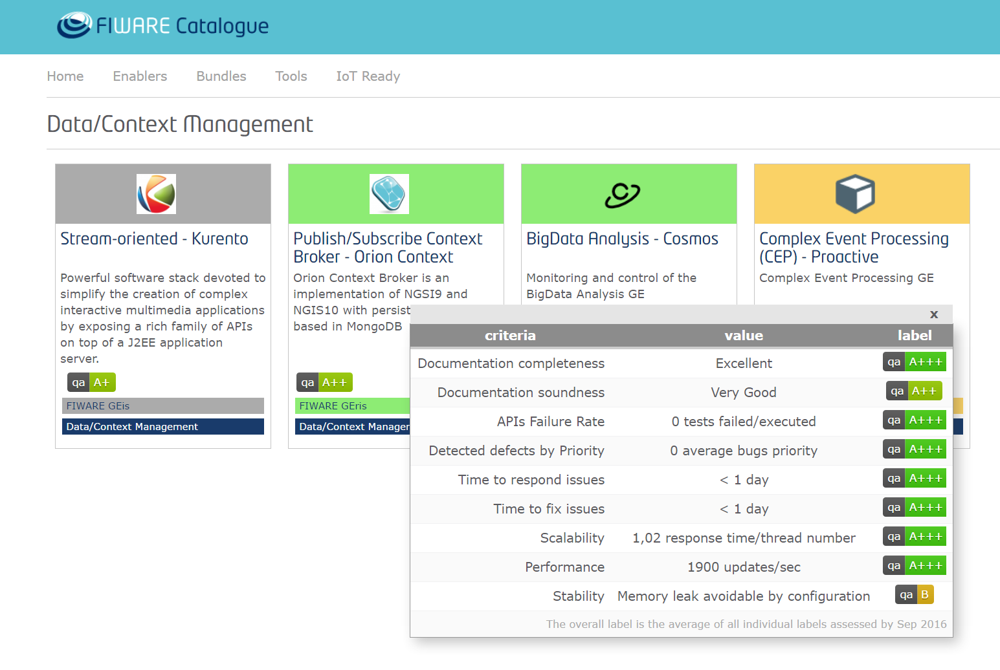 FIWARE Catalogue
Home Enablers Bundles Tools IoT Ready
Data/Context Management
Stream-oriented - Kurento
Powerful software stack devoted to
simplify the creation of complex
interactive multimedia applications
by exposing a rich family of APIs
on top of a J2EE application
server.
qa A+
FIWARE GEis
Data/Context Management
Publish/Subscribe Context
Broker - Orion Context
Orion Context Broker is an
implementation of NGSI9 and
NGIS10 with persist
based in MongoDB
qa A++
FIWARE GEris
Data/Context Manager
BigData Analysis - Cosmos
Monitoring and control of the
BigData Analysis GE
Complex Event Processing
(CEP) - Proactive
Complex Event Processing GE
x
criteria value label
Documentation completeness Excellent qa A+++
Documentation soundness Very Good qa A++
APIs Failure Rate 0 tests failed/executed qa A+++
Detected defects by Priority 0 average bugs priority qa A+++
Time to respond issues < 1 day qa A+++
Time to fix issues < 1 day qa A+++
Scalability 1,02 response time/thread number qa A+++
Performance 1900 updates/sec qa A+++
Stability Memory leak avoidable by configuration qa B
The overall label is the average of all individual labels assessed by Sep 2016